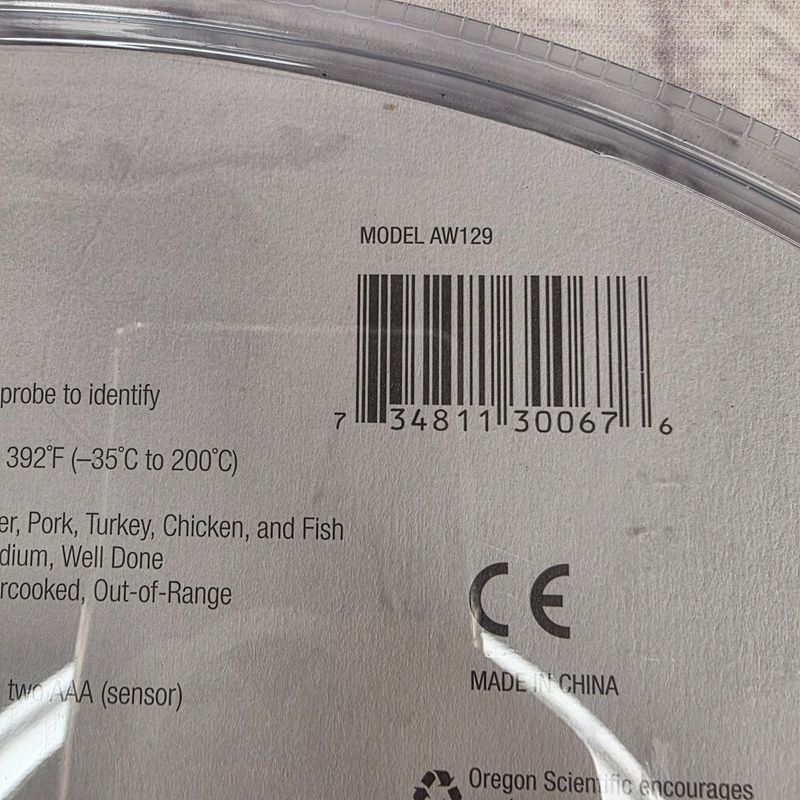 MODEL AW129
7 34811 30067 6
probe to identify
392°F (–35°C to 200°C)
er, Pork, Turkey, Chicken, and Fish
dium, Well Done
rcooked, Out-of-Range
CE
two AAA (sensor)
MADE IN CHINA
Oregon Scientific encourages